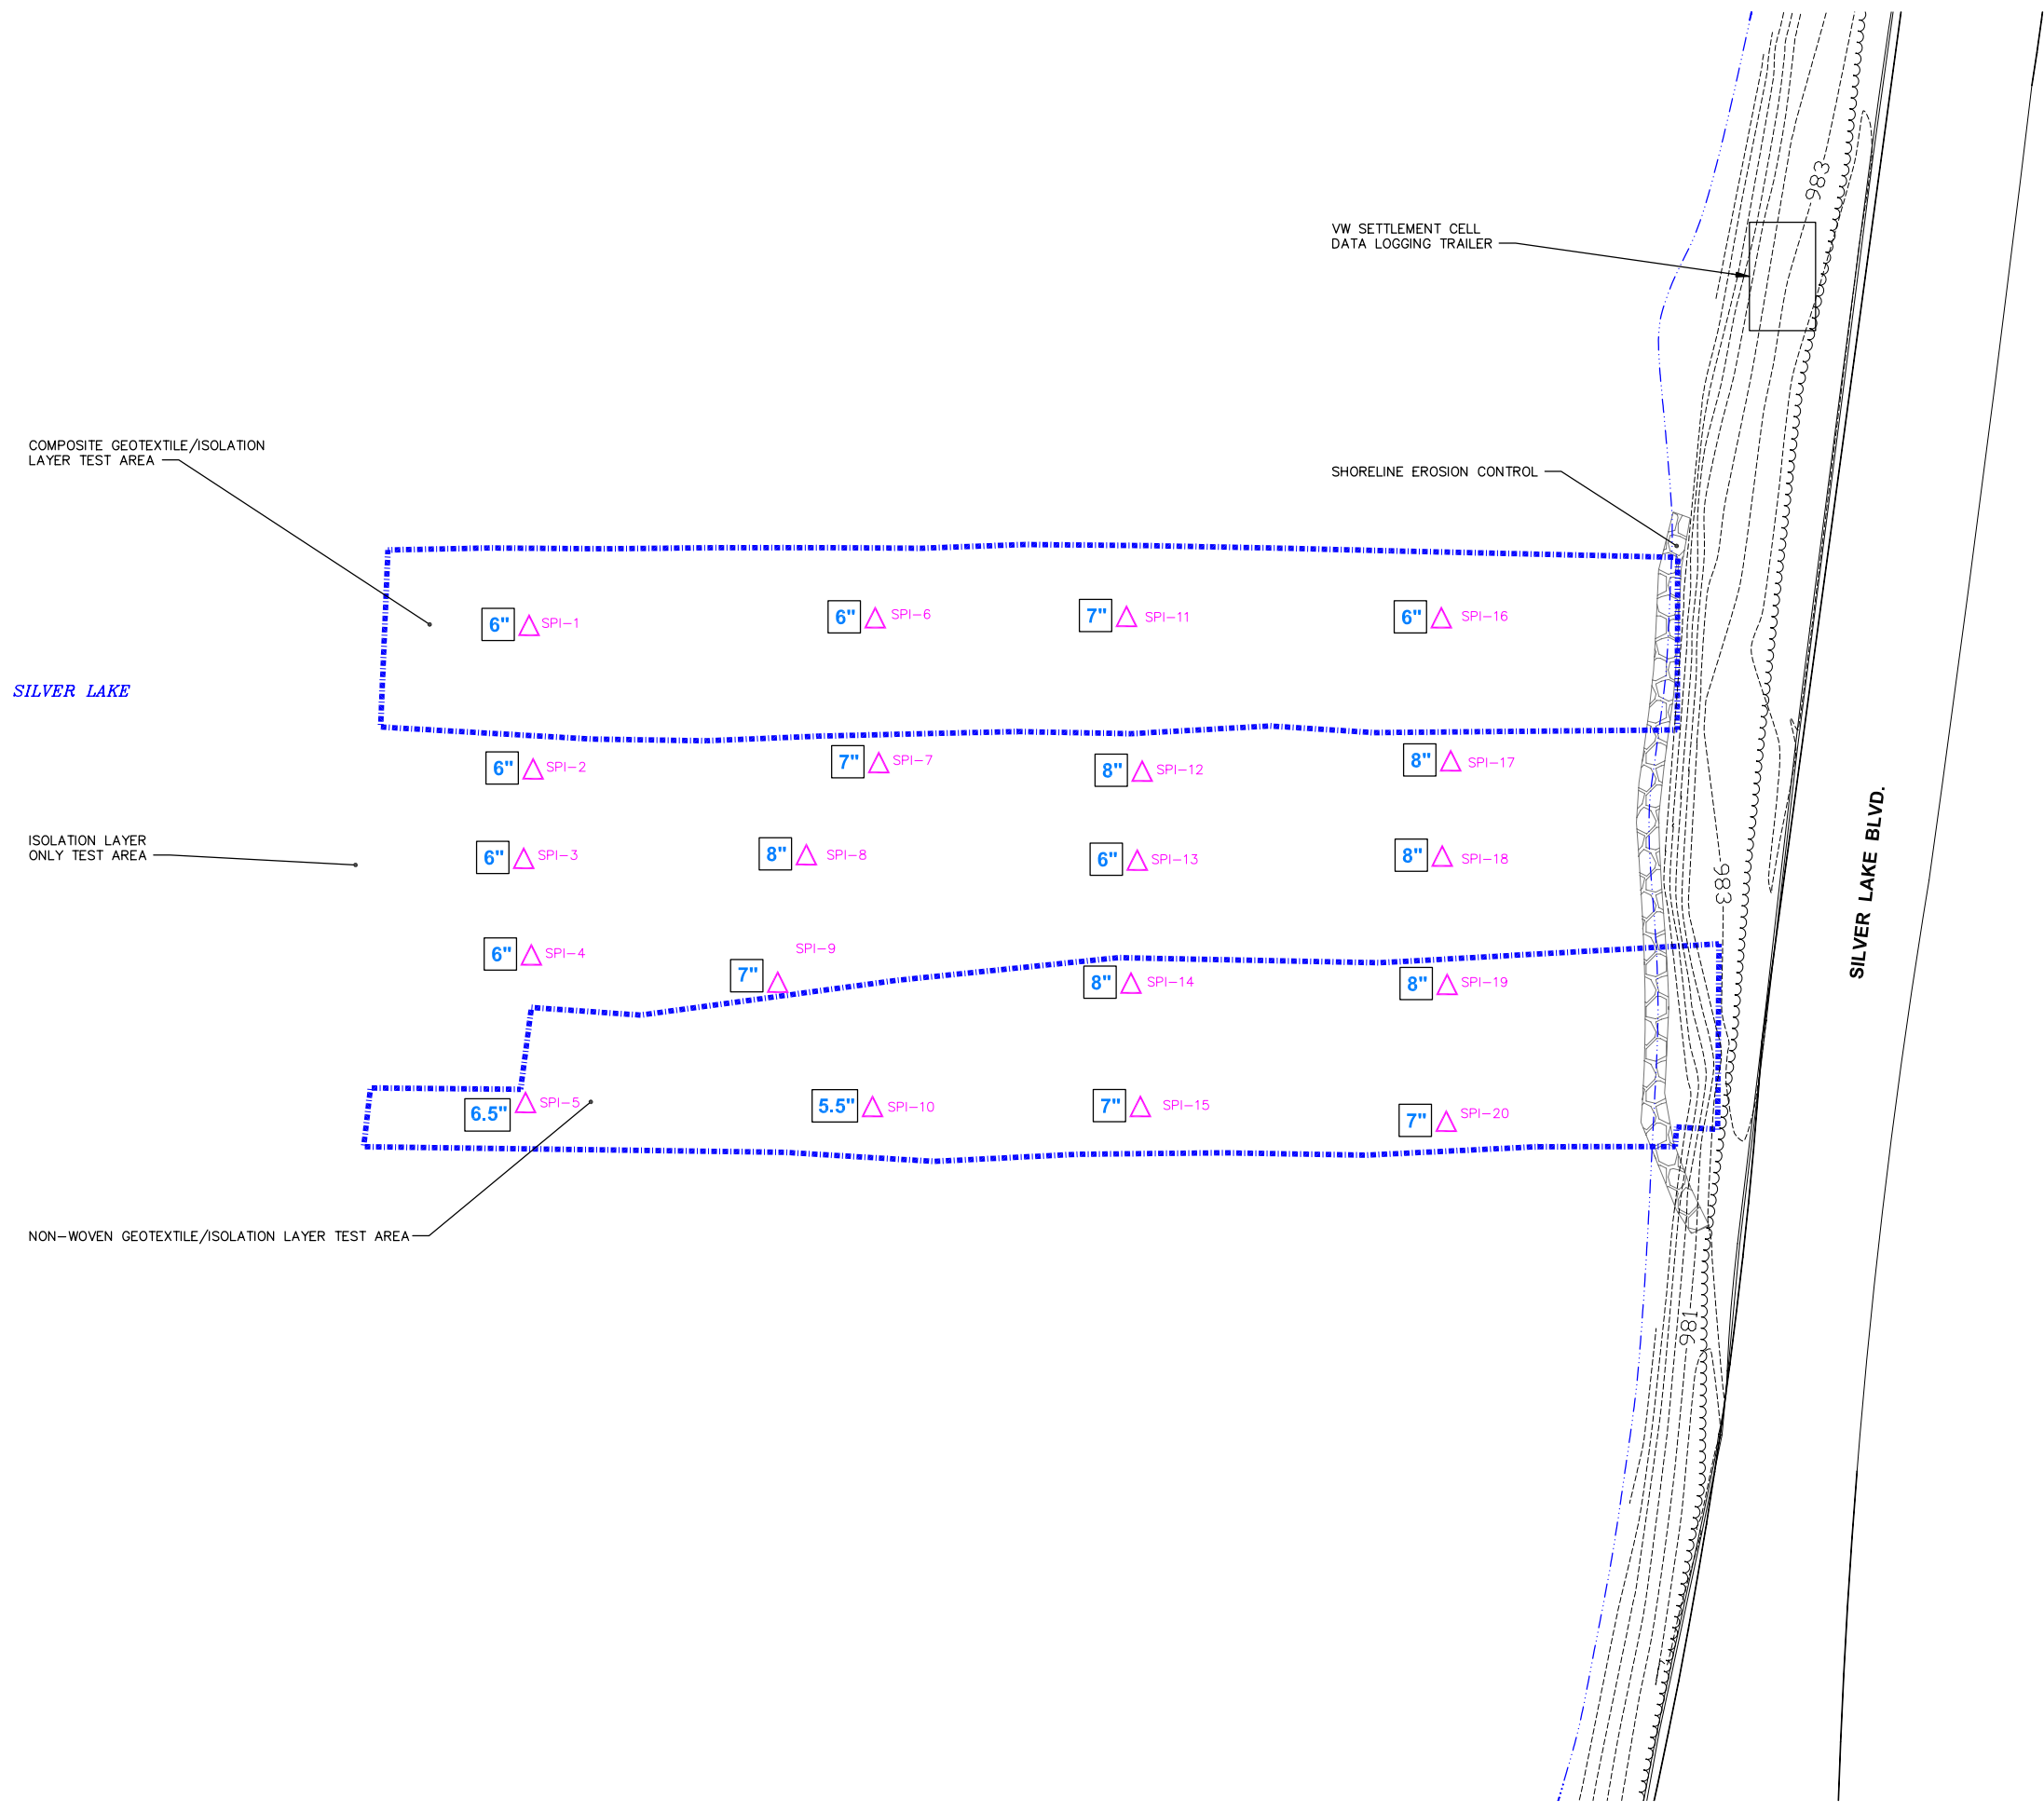 983
VW SETTLEMENT CELL
DATA LOGGING TRAILER
COMPOSITE GEOTEXTILE/ISOLATION
LAYER TEST AREA
SHORELINE EROSION CONTROL
6" SPI-1
6" SPI-6
7" SPI-11
6" SPI-16
SILVER LAKE
6" SPI-2
7" SPI-7
8" SPI-12
8" SPI-17
ISOLATION LAYER
ONLY TEST AREA
6" SPI-3
8" SPI-8
6" SPI-13
8" SPI-18
983
SILVER LAKE BLVD.
6" SPI-4
7" SPI-9
8" SPI-14
8" SPI-19
6.5" SPI-5
5.5" SPI-10
7" SPI-15
7" SPI-20
NON-WOVEN GEOTEXTILE/ISOLATION LAYER TEST AREA
981